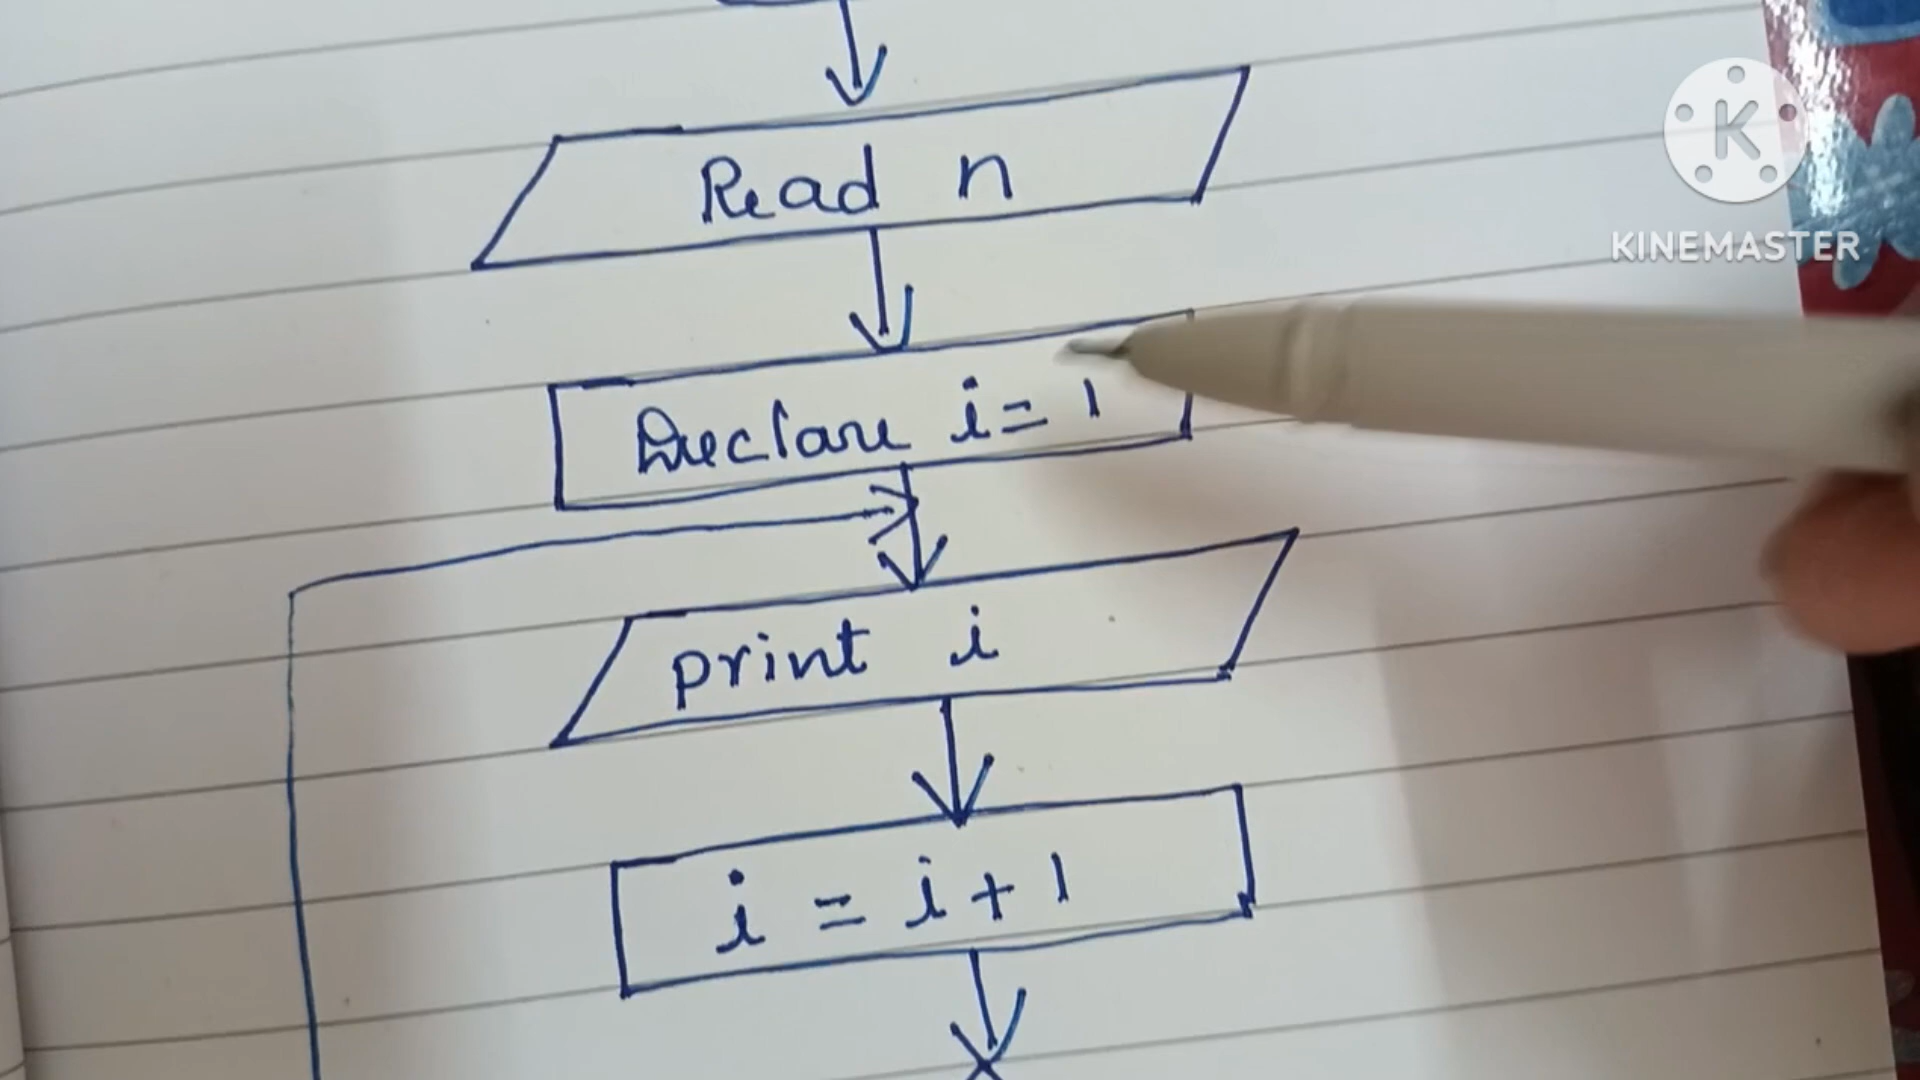 Read n
K
KINEMASTER
Declare i = 1
print i
i = i + 1